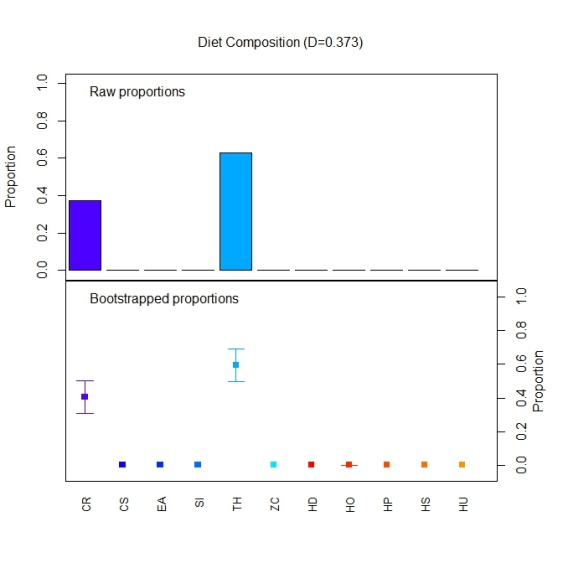 Diet Composition (D=0.373)
Raw proportions
Proportion
1.0
0.8
0.6
0.4
0.2
0.0
Bootstrapped proportions
Proportion
1.0
0.8
0.6
0.4
0.2
0.0
CR CS EA SI TH ZC HD HO HP HS HU